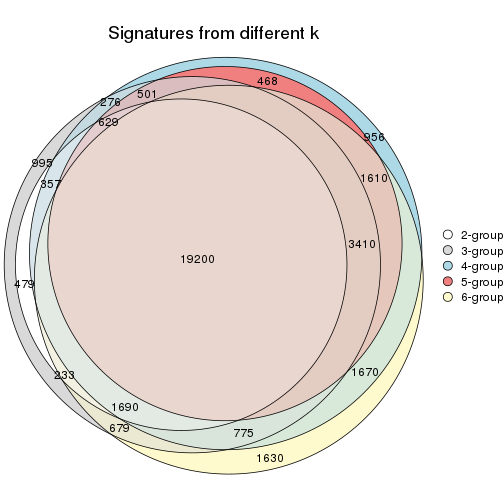 Signatures from different k
468
276
501
956
629
995
1610
357
3410
19200
479
233
1670
1690
679
775
1630
2-group
3-group
4-group
5-group
6-group